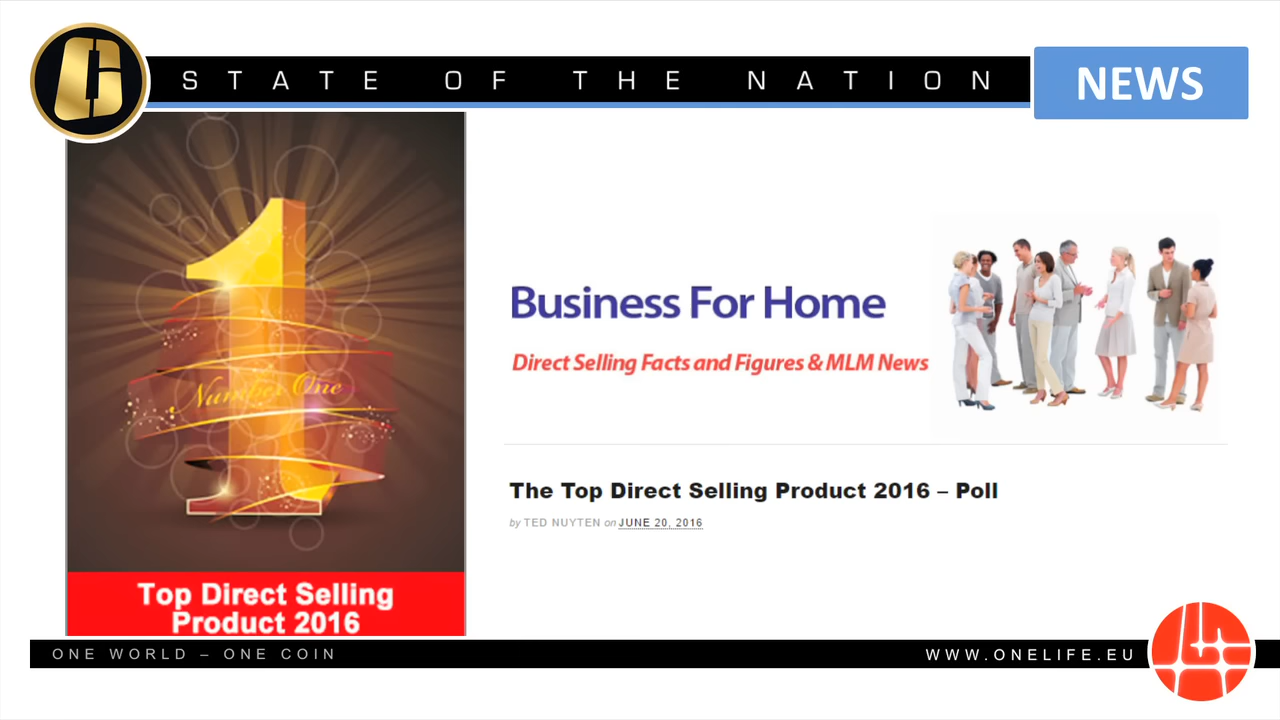 STATE OF THE NATION
NEWS
Number One
Business For Home
Direct Selling Facts and Figures & MLM News
The Top Direct Selling Product 2016 – Poll
by TED NUYTEN on JUNE 20, 2016
Top Direct Selling
Product 2016
ONE WORLD – ONE COIN
WWW.ONELIFE.EU